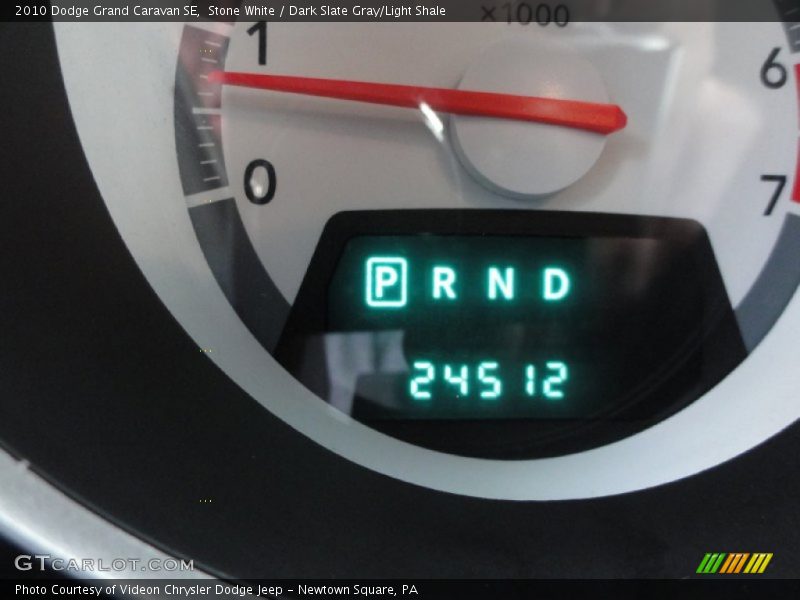 2010 Dodge Grand Caravan SE, Stone White / Dark Slate Gray/Light Shale
x1000
1
6
0
7
P R N D
24512
GTcarlot.com
Photo Courtesy of Videon Chrysler Dodge Jeep - Newtown Square, PA